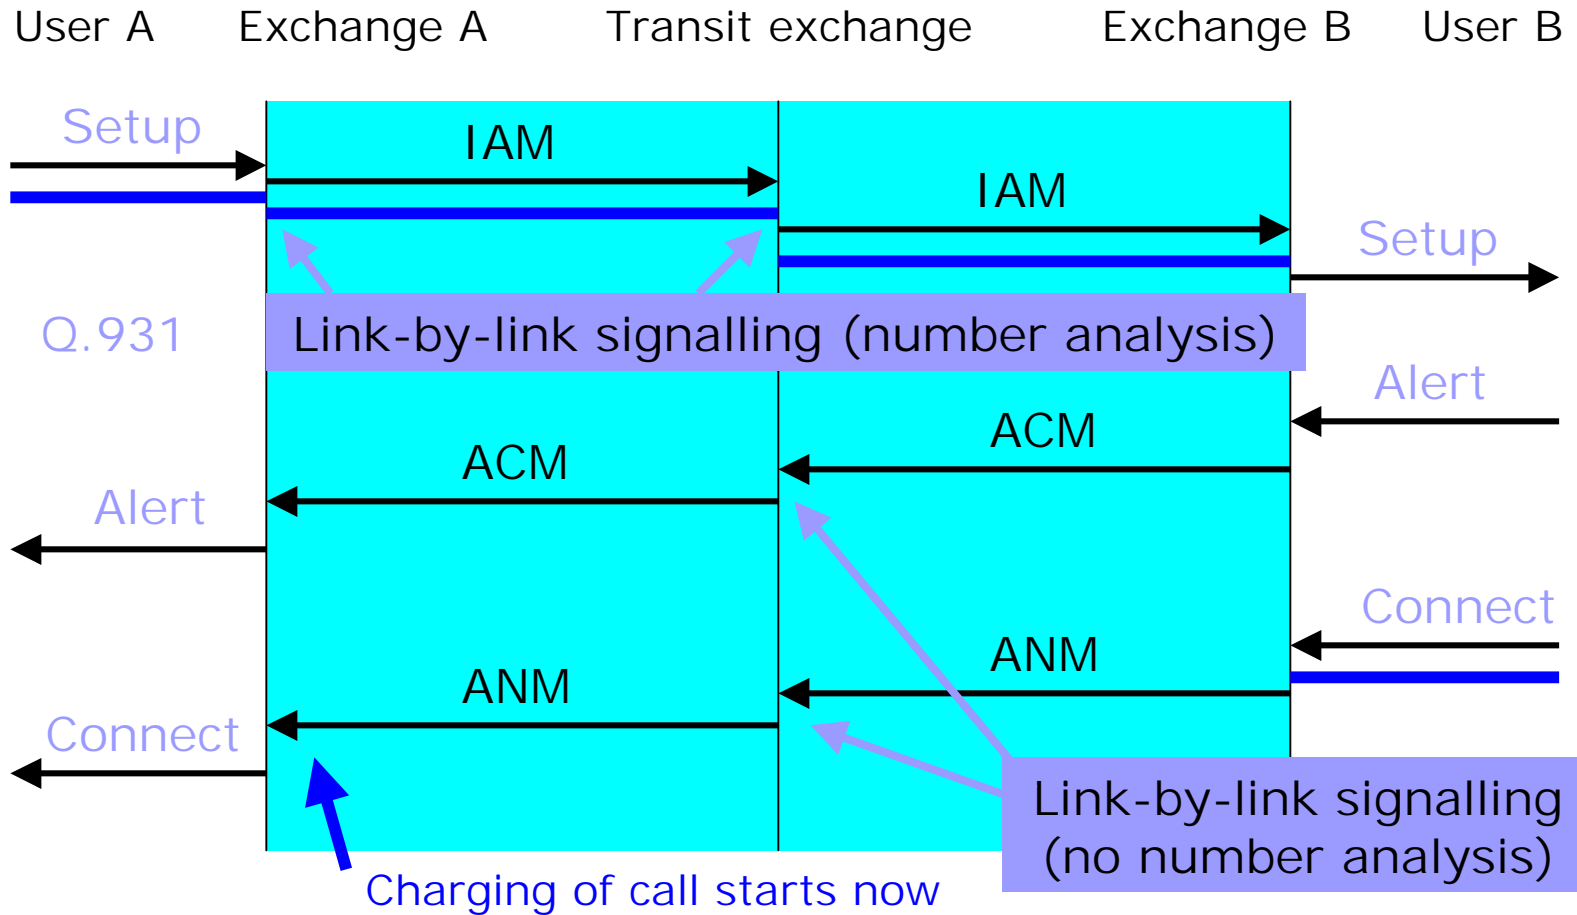 User A Exchange A Transit exchange Exchange B User B
Setup
IAM
IAM
Setup
Q.931
Link-by-link signalling (number analysis)
Alert
ACM
ACM
Alert
Connect
ANM
ANM
Connect
Link-by-link signalling
(no number analysis)
Charging of call starts now